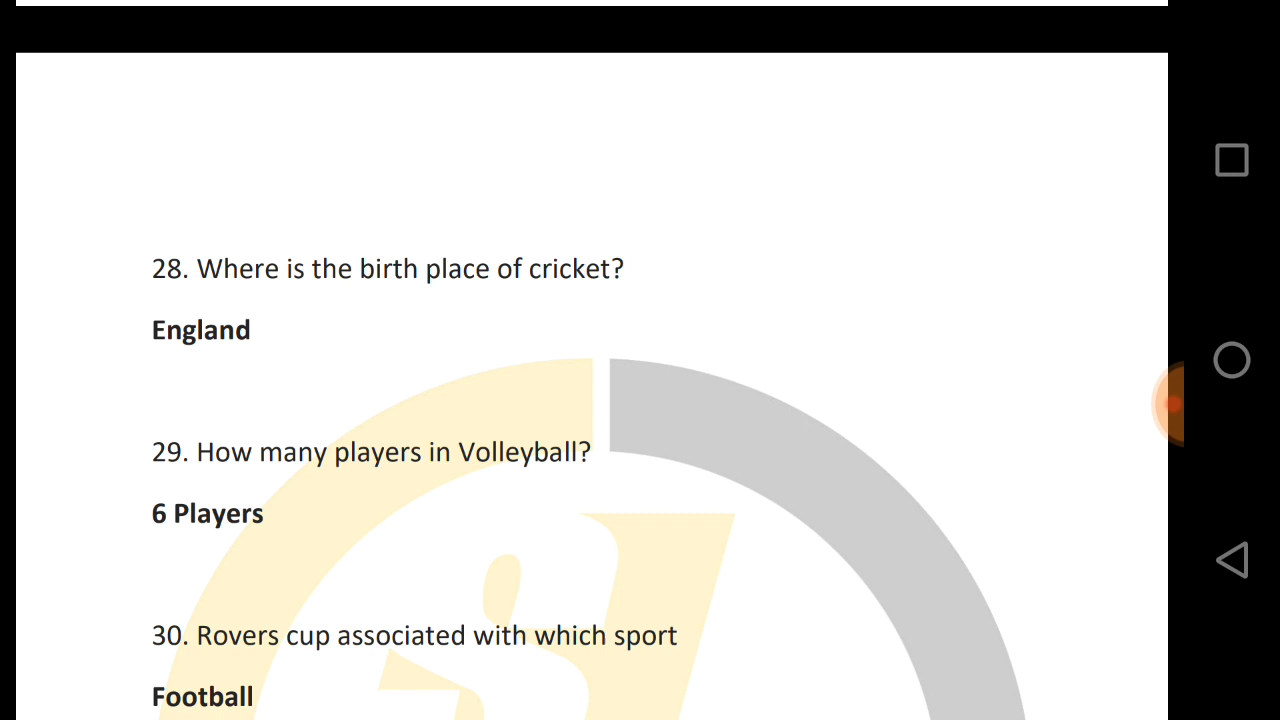 28. Where is the birth place of cricket?
England
29. How many players in Volleyball?
6 Players
30. Rovers cup associated with which sport
Football